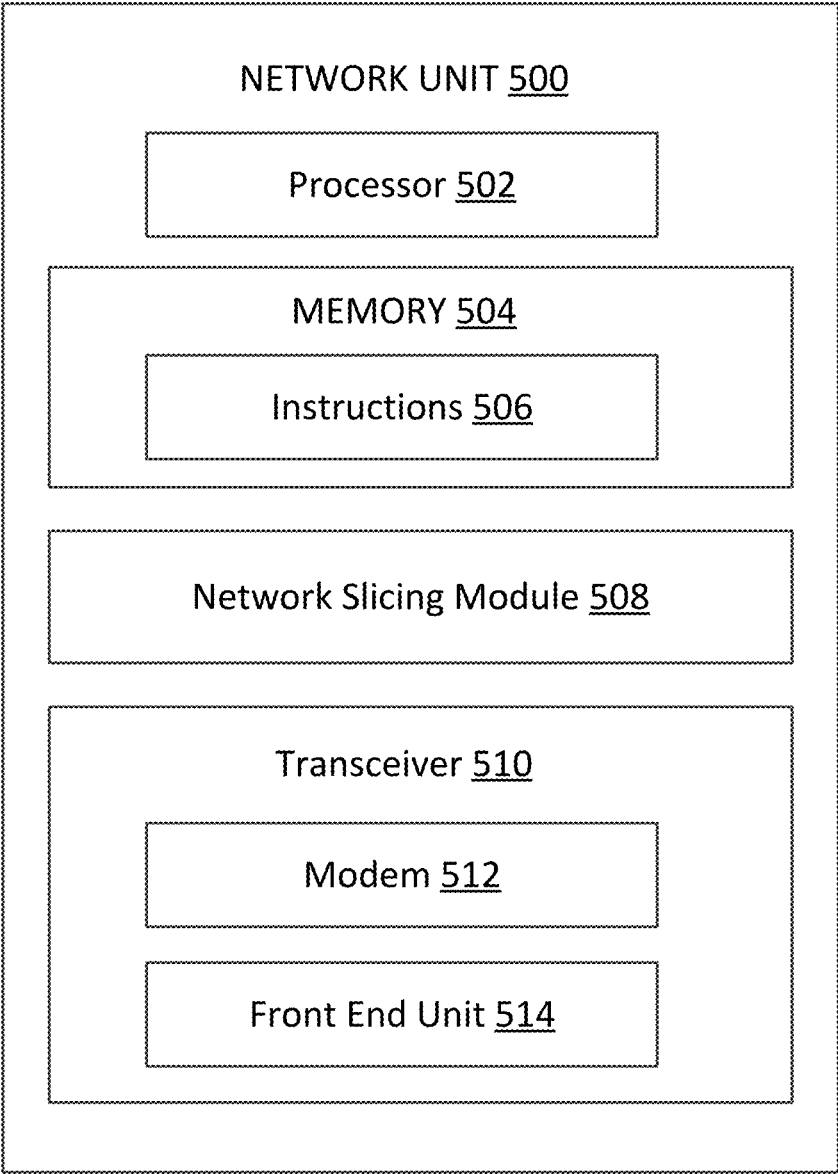 NETWORK UNIT 500
Processor 502
MEMORY 504
Instructions 506
Network Slicing Module 508
Transceiver 510
Modem 512
Front End Unit 514